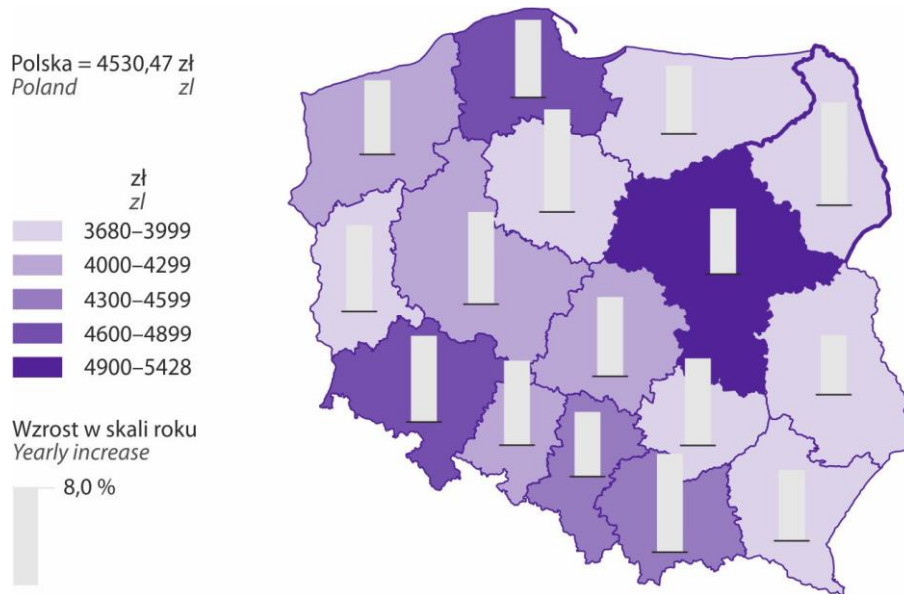 Polska = 4530,47 zł
Poland zl
zł
zl
3680–3999
4000–4299
4300–4599
4600–4899
4900–5428
Wzrost w skali roku
Yearly increase
8,0 %